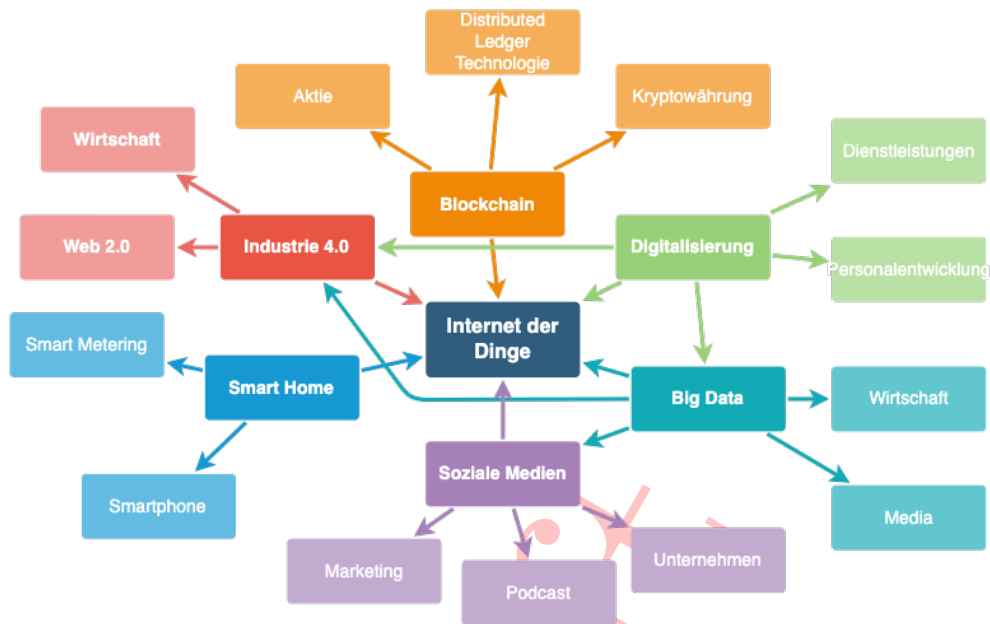 Distributed
Ledger
Technologie
Aktie
Kryptowährung
Wirtschaft
Dienstleistungen
Blockchain
Web 2.0
Industrie 4.0
Digitalisierung
Personalentwicklung
Internet der
Dinge
Smart Metering
Smart Home
Big Data
Wirtschaft
Soziale Medien
Smartphone
Media
Marketing
Unternehmen
Podcast